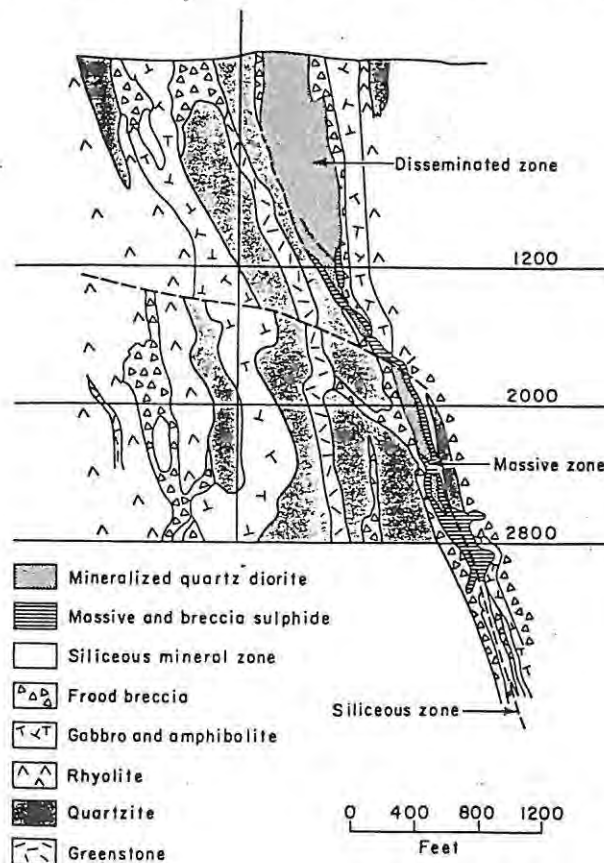 Disseminated zone
1200
2000
Massive zone
2800
Mineralized quartz diorite
Massive and breccia sulphide
Siliceous mineral zone
Frood breccia
Gabbro and amphibolite
Rhyolite
Quartzite
Greenstone
Siliceous zone
0 400 800 1200
Feet